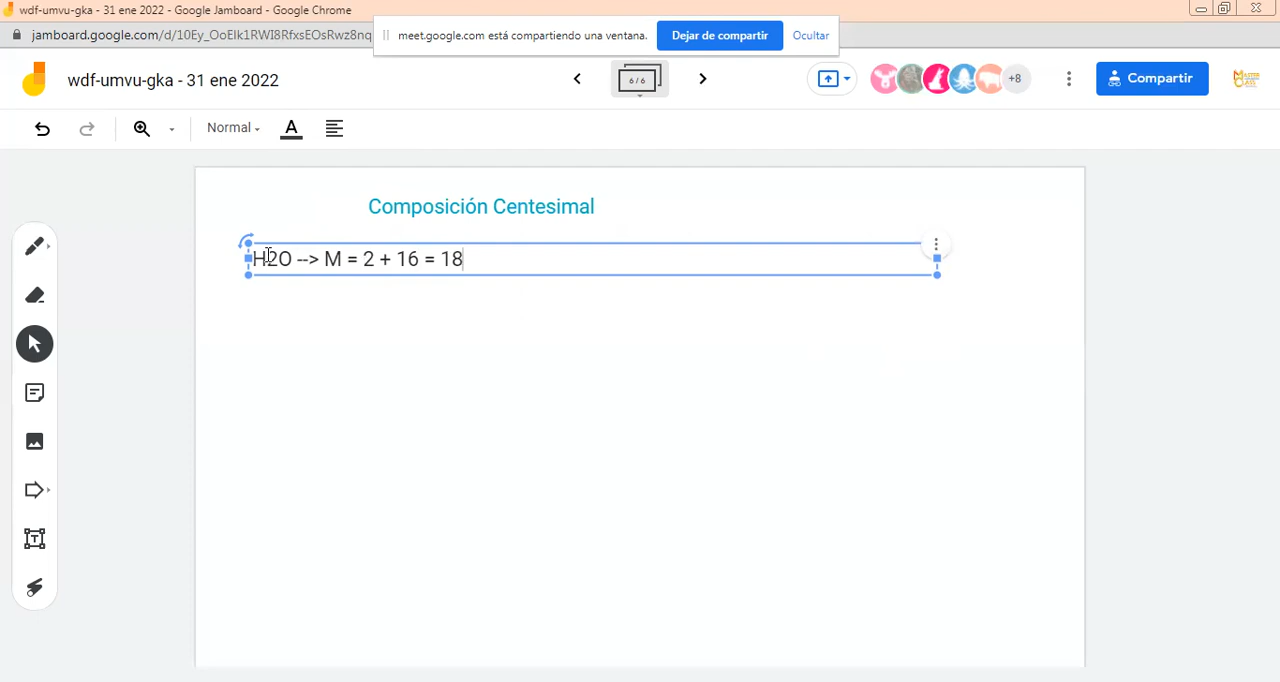 wdf-umvu-gka - 31 ene 2022 - Google Jamboard - Google Chrome
jamboard.google.com/d/10Ey_OoElk1RWI8RfxsEOsRwz8nq
meet.google.com está compartiendo una ventana.
Dejar de compartir
Ocultar
wdf-umvu-gka - 31 ene 2022
6/6
+8
Compartir
MASTER CLASS
Normal
A
Composición Centesimal
H2O --> M = 2 + 16 = 18